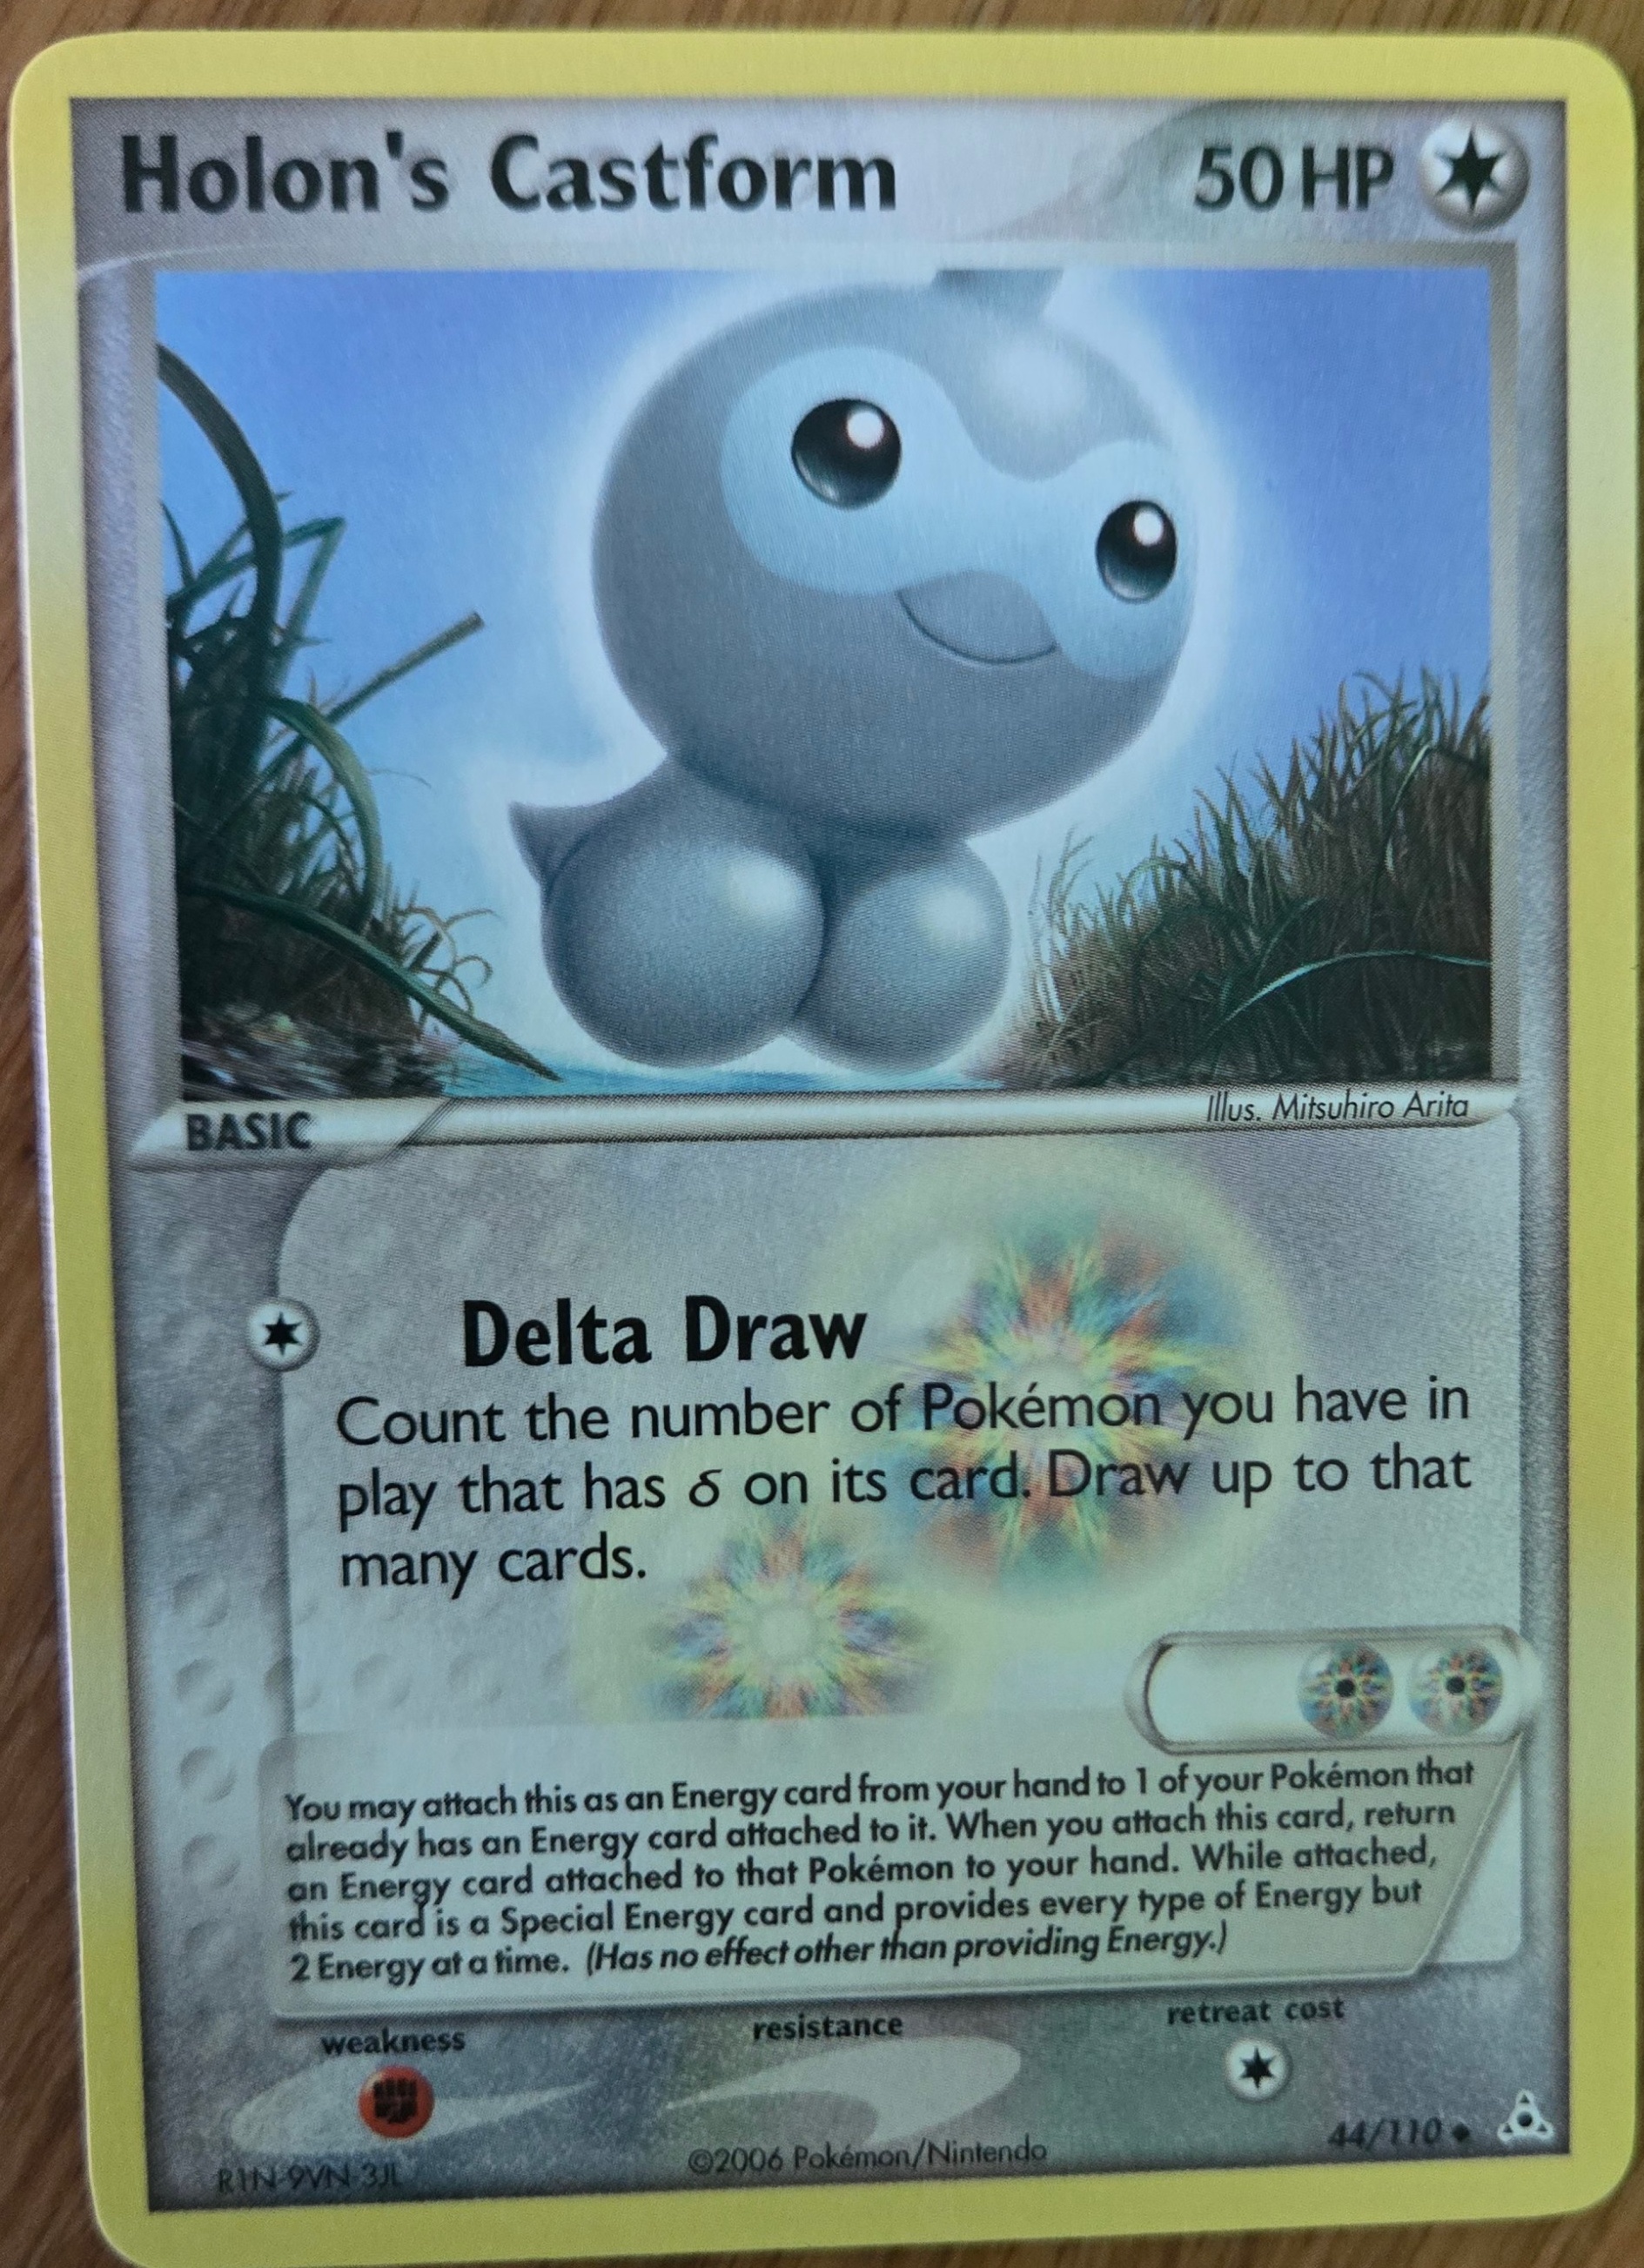 Holon's Castform 50 HP
BASIC
Illus. Mitsuhiro Arita
Delta Draw
Count the number of Pokémon you have in
play that has δ on its card. Draw up to that
many cards.
You may attach this as an Energy card from your hand to 1 of your Pokémon that
already has an Energy card attached to it. When you attach this card, return
an Energy card attached to that Pokémon to your hand. While attached,
this card is a Special Energy card and provides every type of Energy but
2 Energy at a time. (Has no effect other than providing Energy.)
weakness resistance retreat cost
44/110
R1N-9VN-3JL
©2006 Pokémon/Nintendo